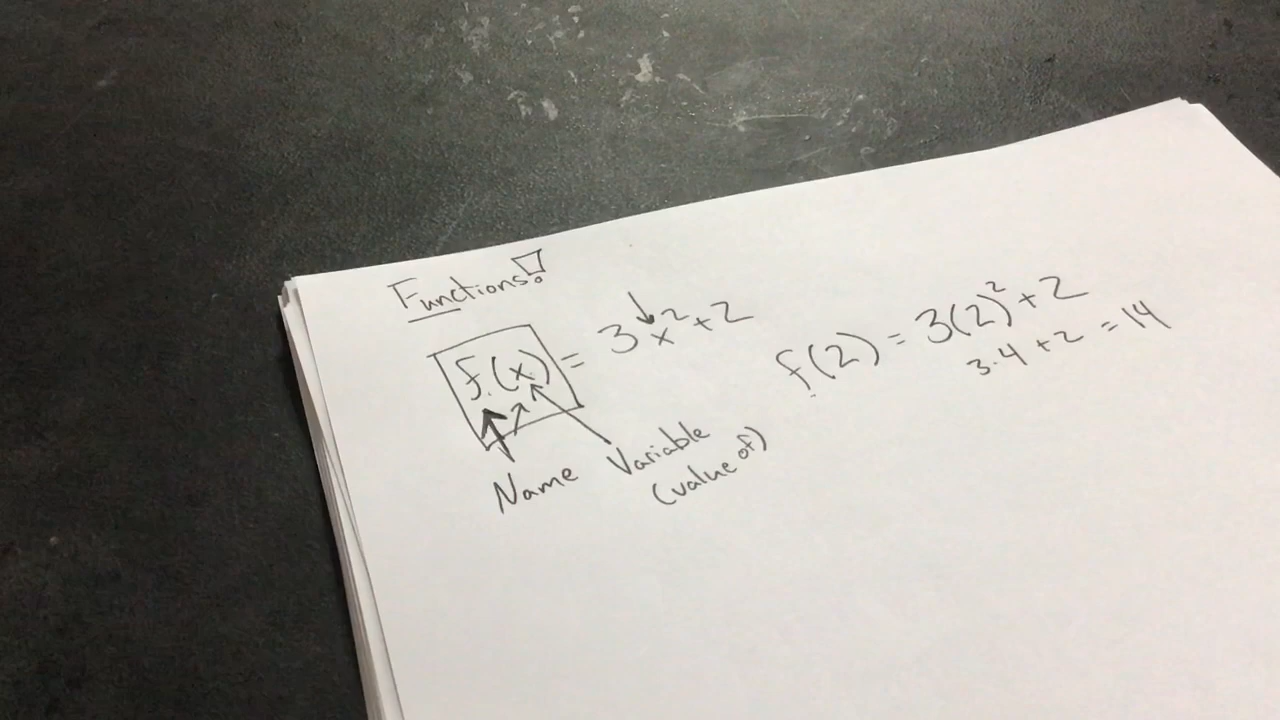 Functions!
f(x) = 3x²+2
Name
Variable
(value of)
f(2) = 3(2)²+2
3·4+2 = 14